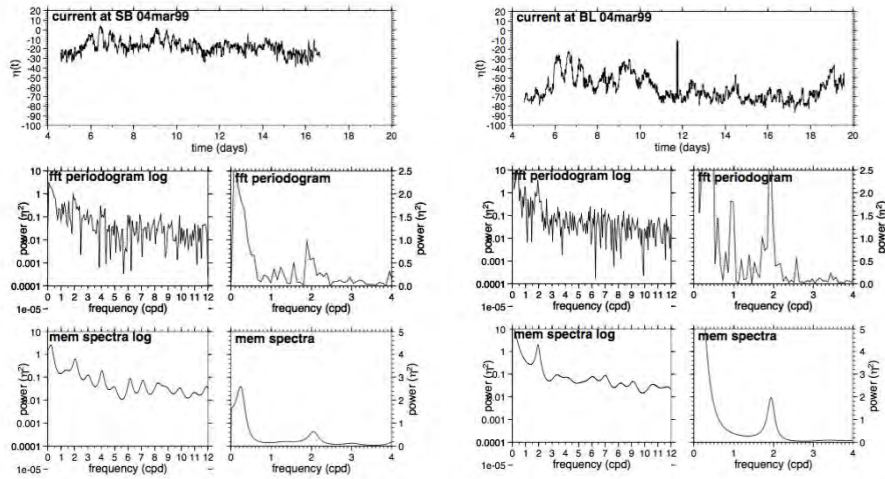 current at SB 04mar99
20
10
0
-10
-20
-30
-40
-50
-60
-70
-80
-90
-100
η(t)
4 6 8 10 12 14 16 18 20
time (days)
fft periodogram log
10
1
0.1
0.01
0.001
0.0001
1e-05
power (η²)
0 1 2 3 4 5 6 7 8 9 10 11 12
frequency (cpd)
fft periodogram
2.5
2.0
1.5
1.0
0.5
0.0
power (η²)
0 1 2 3 4
frequency (cpd)
mem spectra log
10
1
0.1
0.01
0.001
0.0001
1e-05
power (η²)
0 1 2 3 4 5 6 7 8 9 10 11 12
frequency (cpd)
mem spectra
5
4
3
2
1
0
power (η²)
0 1 2 3 4
frequency (cpd)
current at BL 04mar99
20
10
0
-10
-20
-30
-40
-50
-60
-70
-80
-90
-100
η(t)
4 6 8 10 12 14 16 18 20
time (days)
fft periodogram log
10
1
0.1
0.01
0.001
0.0001
1e-05
power (η²)
0 1 2 3 4 5 6 7 8 9 10 11 12
frequency (cpd)
fft periodogram
2.5
2.0
1.5
1.0
0.5
0.0
power (η²)
0 1 2 3 4
frequency (cpd)
mem spectra log
10
1
0.1
0.01
0.001
0.0001
1e-05
power (η²)
0 1 2 3 4 5 6 7 8 9 10 11 12
frequency (cpd)
mem spectra
5
4
3
2
1
0
power (η²)
0 1 2 3 4
frequency (cpd)